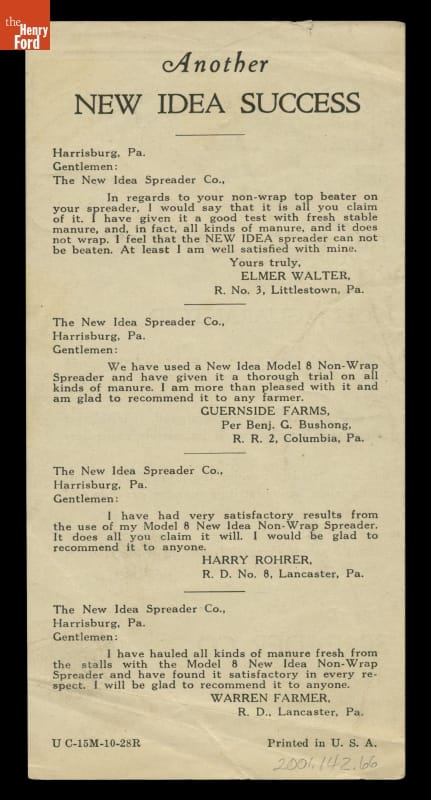 the
Henry
Ford
Another
NEW IDEA SUCCESS
Harrisburg, Pa.
Gentlemen:
The New Idea Spreader Co.,
In regards to your non-wrap top beater on
your spreader, I would say that it is all you claim
of it. I have given it a good test with fresh stable
manure, and, in fact, all kinds of manure, and it does
not wrap. I feel that the NEW IDEA spreader can not
be beaten. At least I am well satisfied with mine.
Yours truly,
ELMER WALTER,
R. No. 3, Littlestown, Pa.
The New Idea Spreader Co.,
Harrisburg, Pa.
Gentlemen:
We have used a New Idea Model 8 Non-Wrap
Spreader and have given it a thorough trial on all
kinds of manure. I am more than pleased with it and
am glad to recommend it to any farmer.
GUERNSIDE FARMS,
Per Benj. G. Bushong,
R. R. 2, Columbia, Pa.
The New Idea Spreader Co.,
Harrisburg, Pa.
Gentlemen:
I have had very satisfactory results from
the use of my Model 8 New Idea Non-Wrap Spreader.
It does all you claim it will. I would be glad to
recommend it to anyone.
HARRY ROHRER,
R. D. No. 8, Lancaster, Pa.
The New Idea Spreader Co.,
Harrisburg, Pa.
Gentlemen:
I have hauled all kinds of manure fresh from
the stalls with the Model 8 New Idea Non-Wrap
Spreader and have found it satisfactory in every re-
spect. I will be glad to recommend it to anyone.
WARREN FARMER,
R. D., Lancaster, Pa.
U C-15M-10-28R
Printed in U. S. A.
2001.142.66